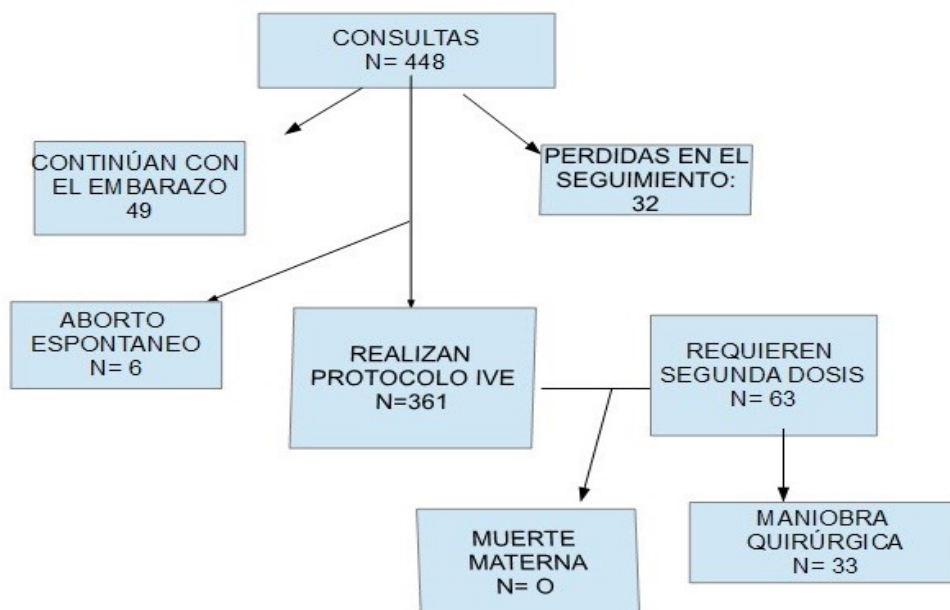 CONSULTAS
N= 448
CONTINÚAN CON
EL EMBARAZO
49
PERDIDAS EN EL
SEGUIMIENTO:
32
ABORTO
ESPONTANEO
N= 6
REALIZAN
PROTOCOLO IVE
N=361
REQUIEREN
SEGUNDA DOSIS
N= 63
MUERTE
MATERNA
N= O
MANIOBRA
QUIRÚRGICA
N= 33